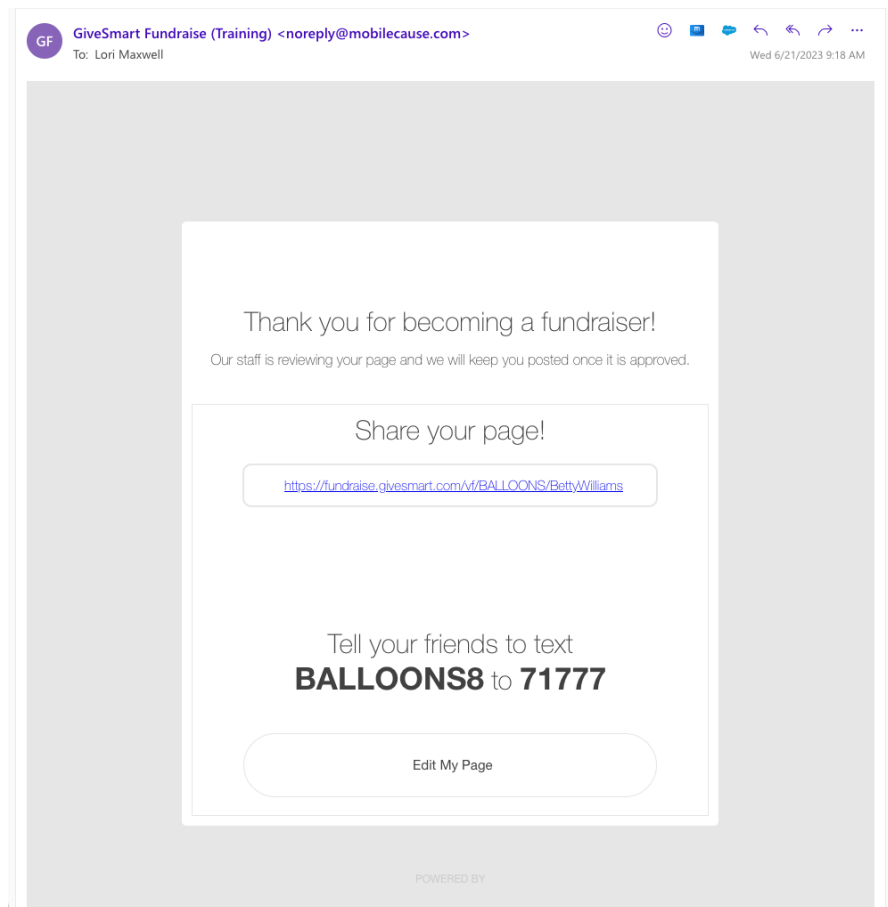 GF
GiveSmart Fundraise (Training) <noreply@mobilecause.com>
To: Lori Maxwell
Wed 6/21/2023 9:18 AM
Thank you for becoming a fundraiser!
Our staff is reviewing your page and we will keep you posted once it is approved.
Share your page!
https://fundraise.givesmart.com/vf/BALLOONS/BettyWilliams
Tell your friends to text
BALLOONS8 to 71777
Edit My Page
POWERED BY